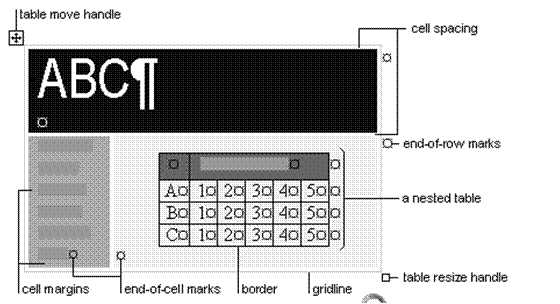 table move handle
cell spacing
ABC¶
end-of-row marks
A¤ 1¤ 2¤ 3¤ 4¤ 5¤ ¤
B¤ 1¤ 2¤ 3¤ 4¤ 5¤ ¤
C¤ 1¤ 2¤ 3¤ 4¤ 5¤ ¤
a nested table
table resize handle
cell margins
end-of-cell marks
border
gridline